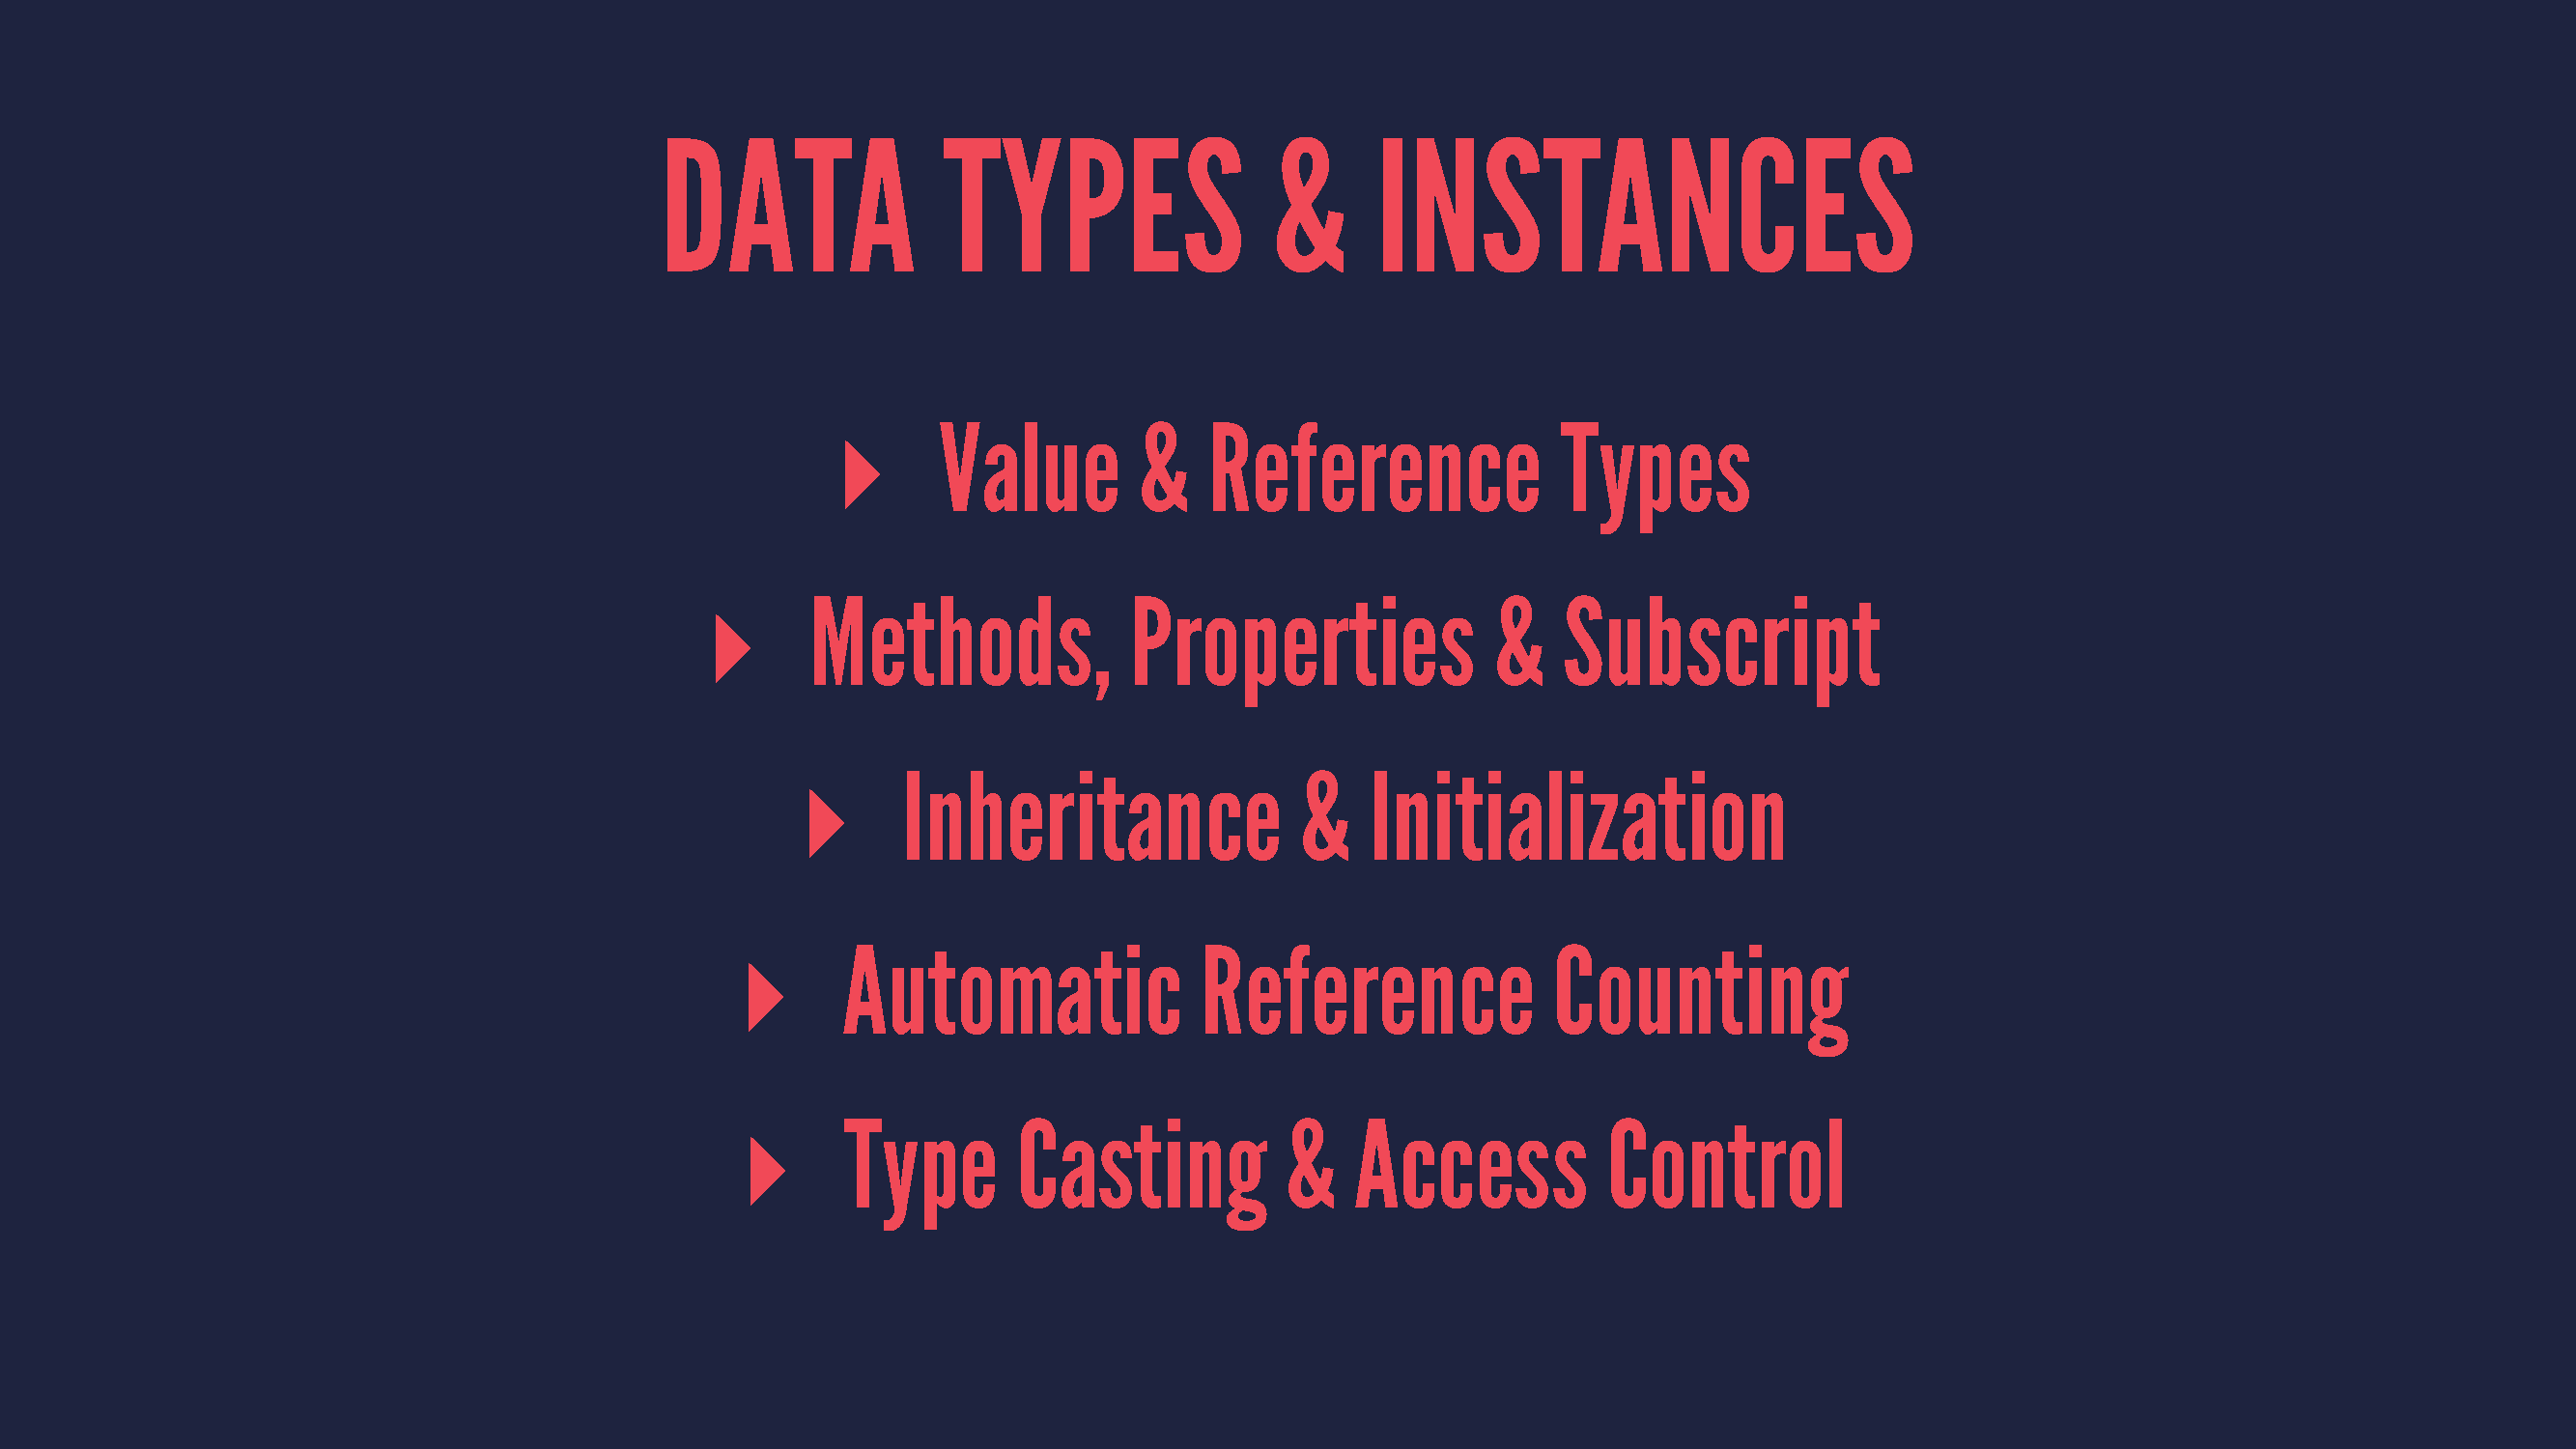 DATA TYPES & INSTANCES
▸ Value & Reference Types
▸ Methods, Properties & Subscript
▸ Inheritance & Initialization
▸ Automatic Reference Counting
▸ Type Casting & Access Control